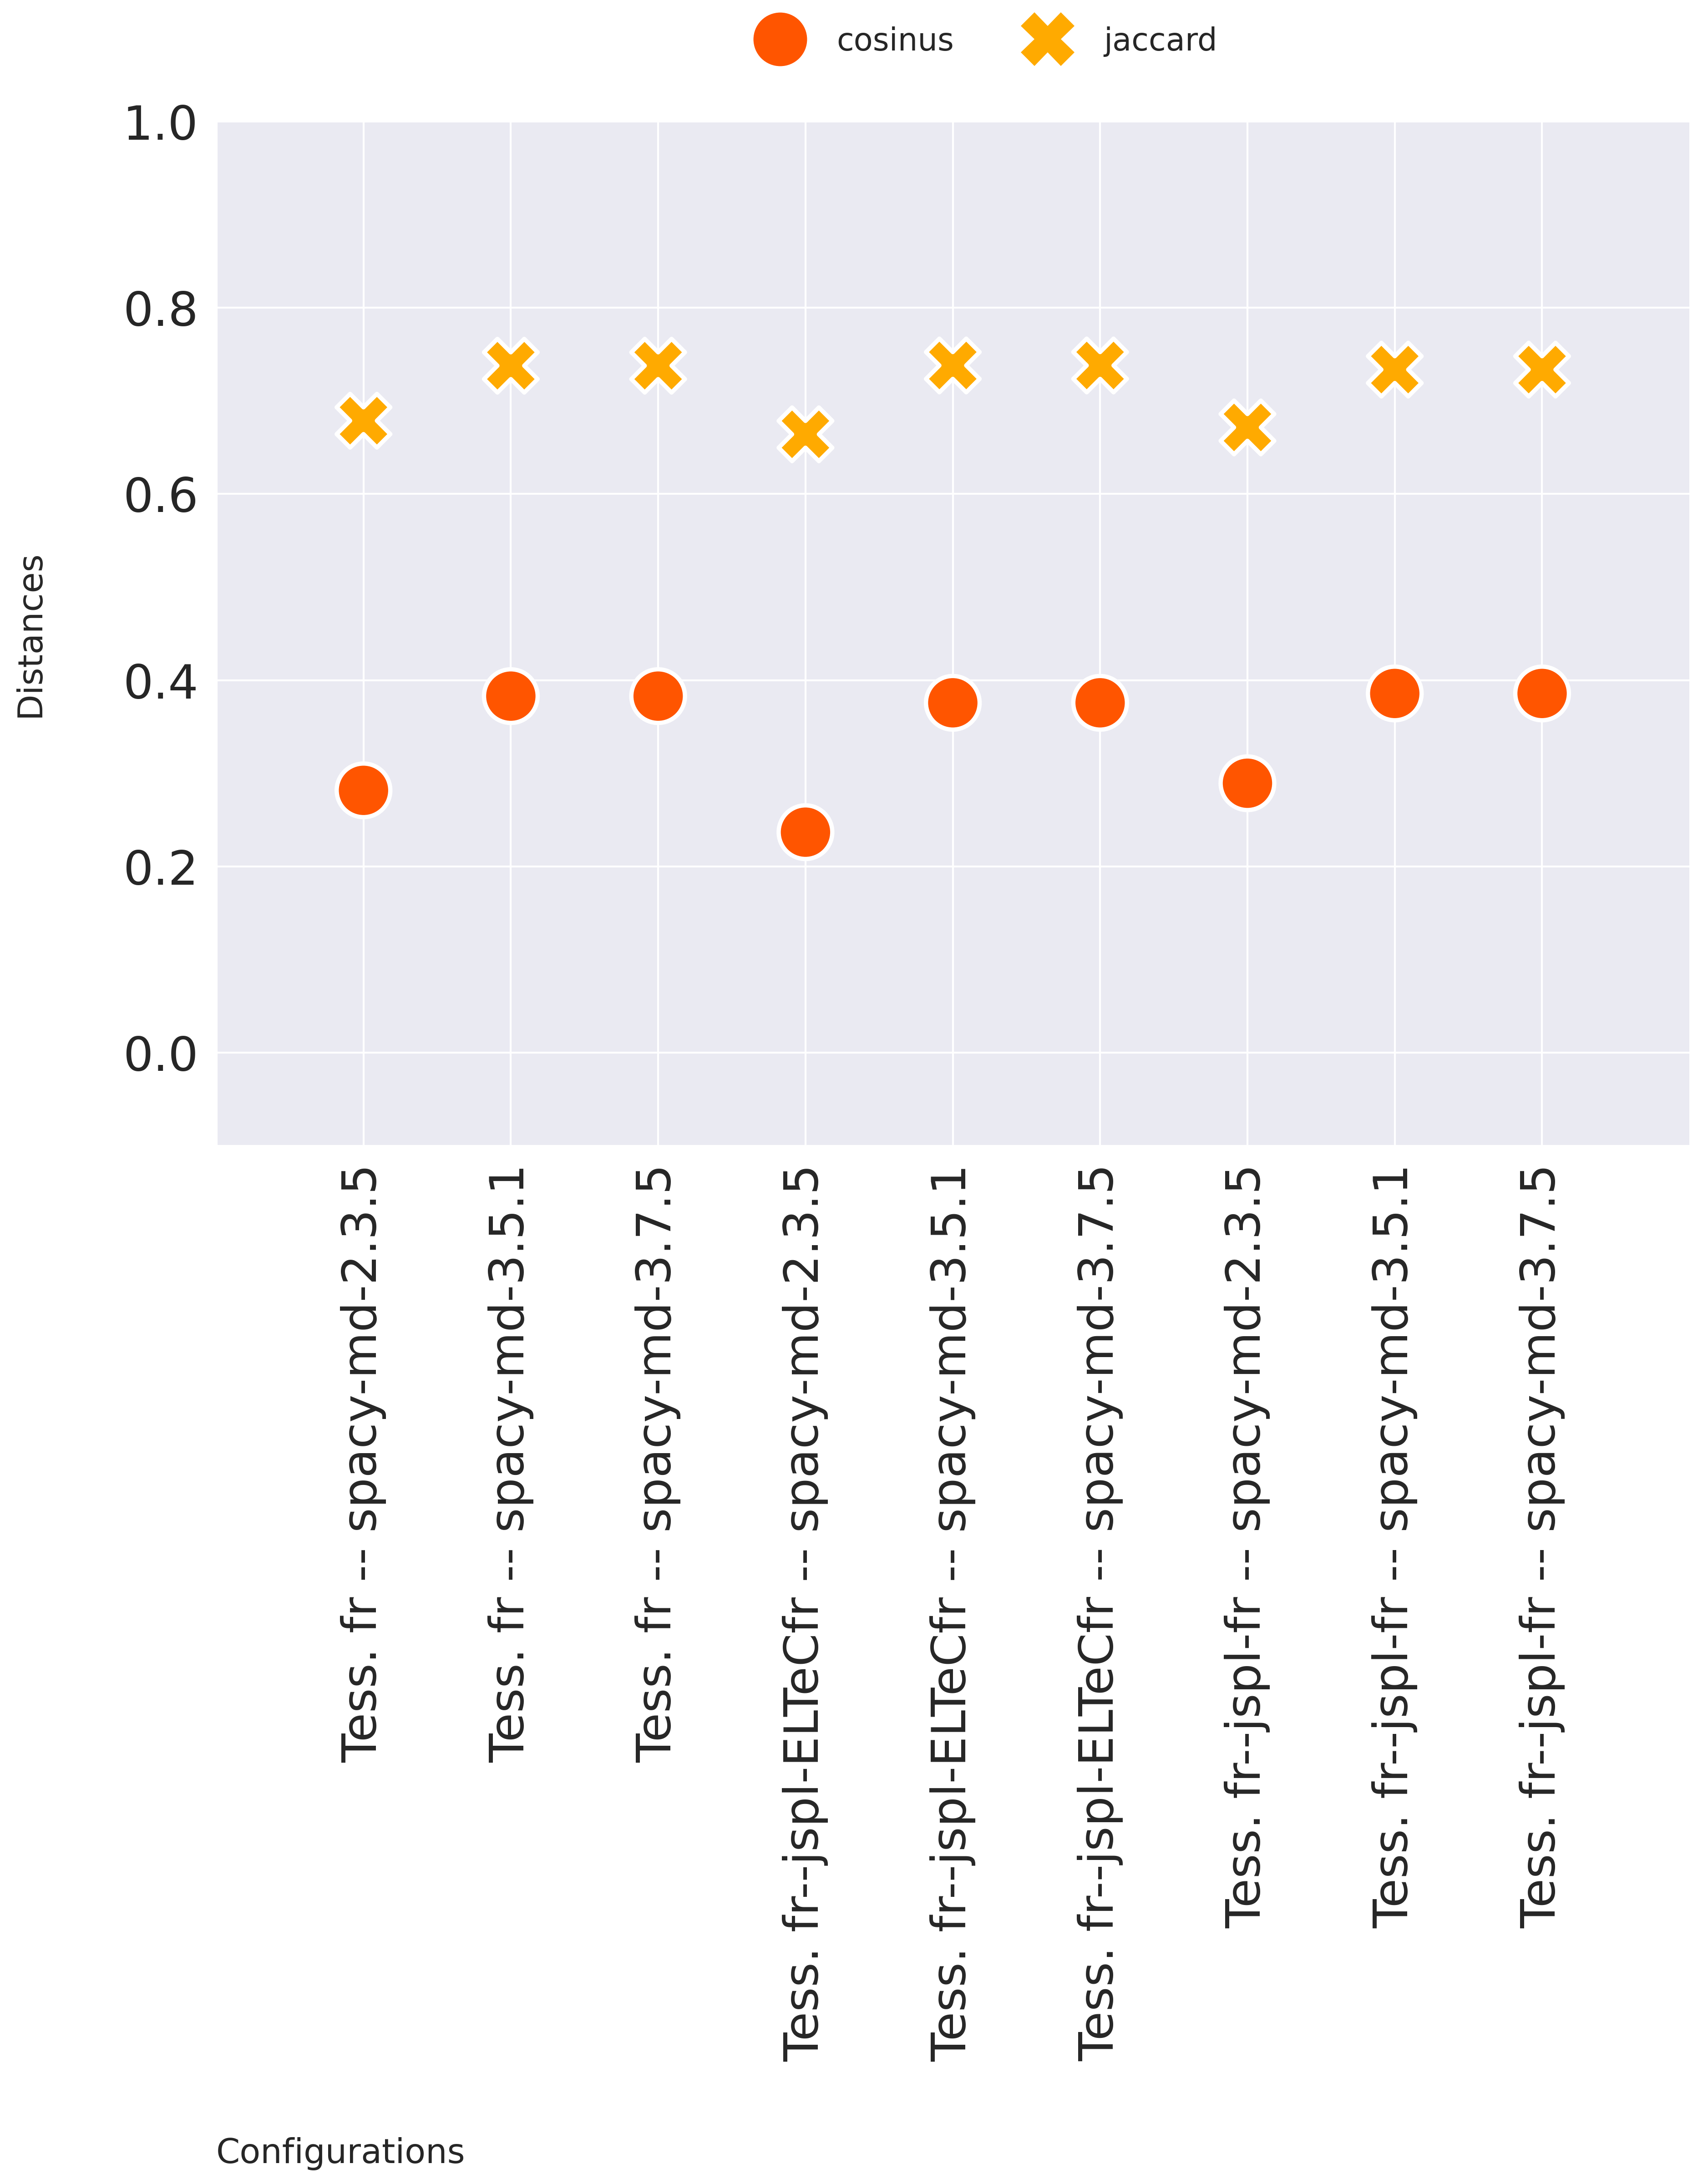 cosinus jaccard
1.0
0.8
0.6
0.4
0.2
0.0
Distances
Tess. fr -- spacy-md-2.3.5
Tess. fr -- spacy-md-3.5.1
Tess. fr -- spacy-md-3.7.5
Tess. fr--jspl-ELTeCfr -- spacy-md-2.3.5
Tess. fr--jspl-ELTeCfr -- spacy-md-3.5.1
Tess. fr--jspl-ELTeCfr -- spacy-md-3.7.5
Tess. fr--jspl-fr -- spacy-md-2.3.5
Tess. fr--jspl-fr -- spacy-md-3.5.1
Tess. fr--jspl-fr -- spacy-md-3.7.5
Configurations